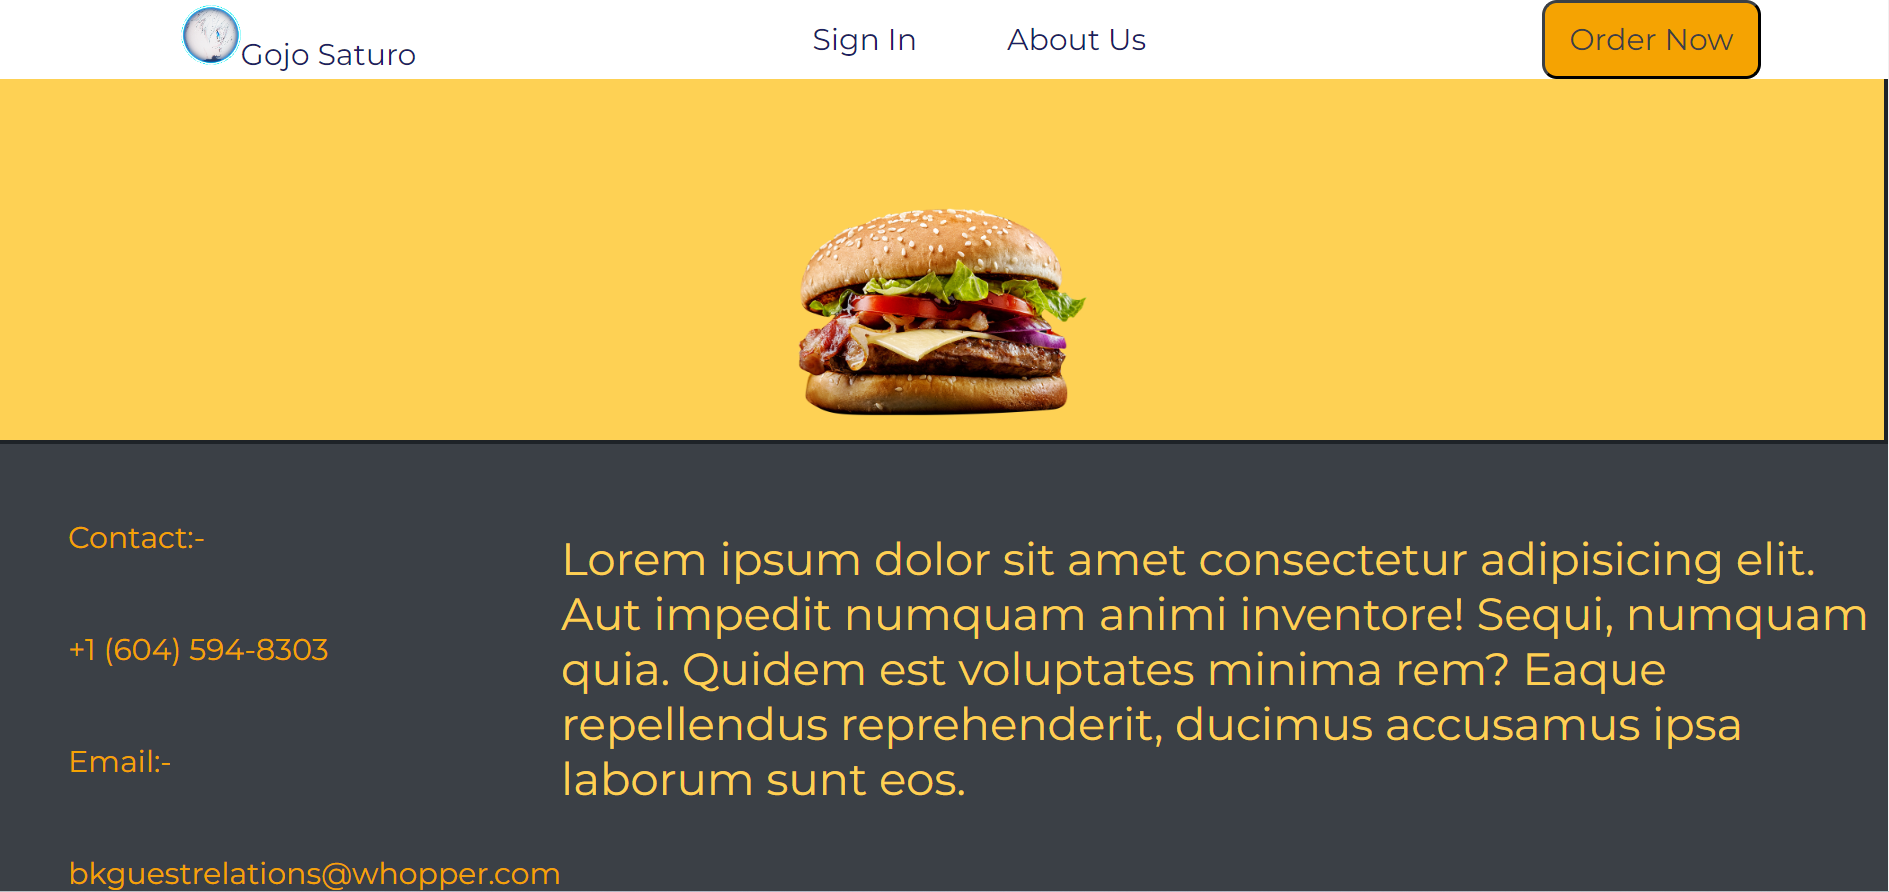 Gojo Saturo
Sign In
About Us
Order Now
Contact:-
+1 (604) 594-8303
Email:-
bkguestrelations@whopper.com
Lorem ipsum dolor sit amet consectetur adipisicing elit.
Aut impedit numquam animi inventore! Sequi, numquam
quia. Quidem est voluptates minima rem? Eaque
repellendus reprehenderit, ducimus accusamus ipsa
laborum sunt eos.